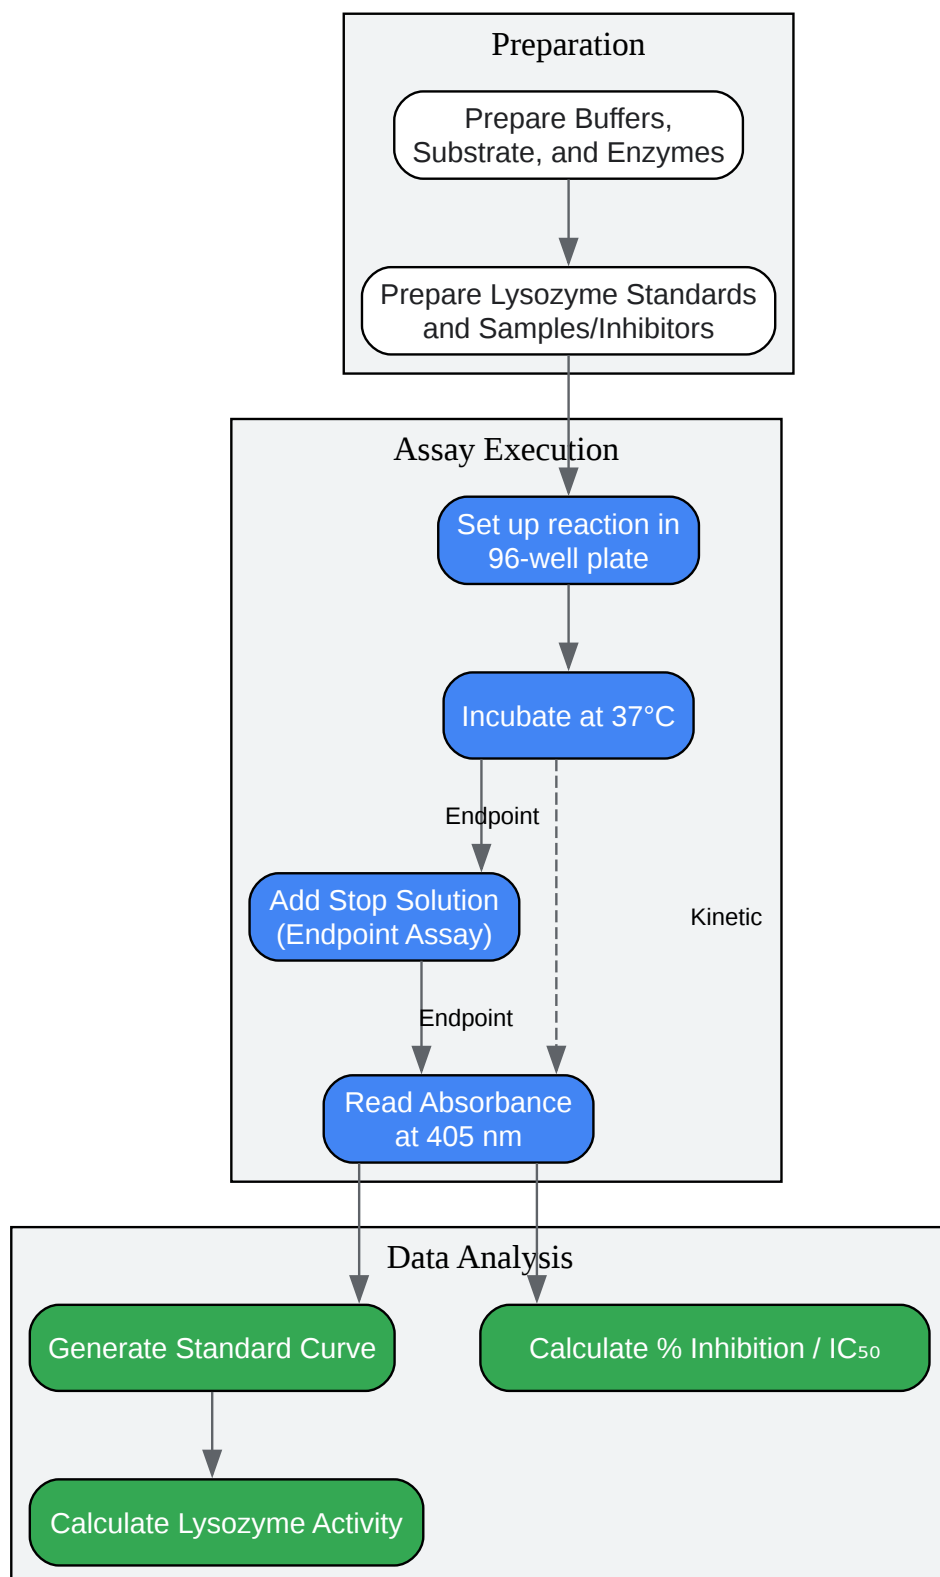 Preparation
Prepare Buffers,
Substrate, and Enzymes
Prepare Lysozyme Standards
and Samples/Inhibitors
Assay Execution
Set up reaction in
96-well plate
Incubate at 37°C
Endpoint
Add Stop Solution
(Endpoint Assay)
Kinetic
Endpoint
Read Absorbance
at 405 nm
Data Analysis
Generate Standard Curve
Calculate % Inhibition / IC₅₀
Calculate Lysozyme Activity